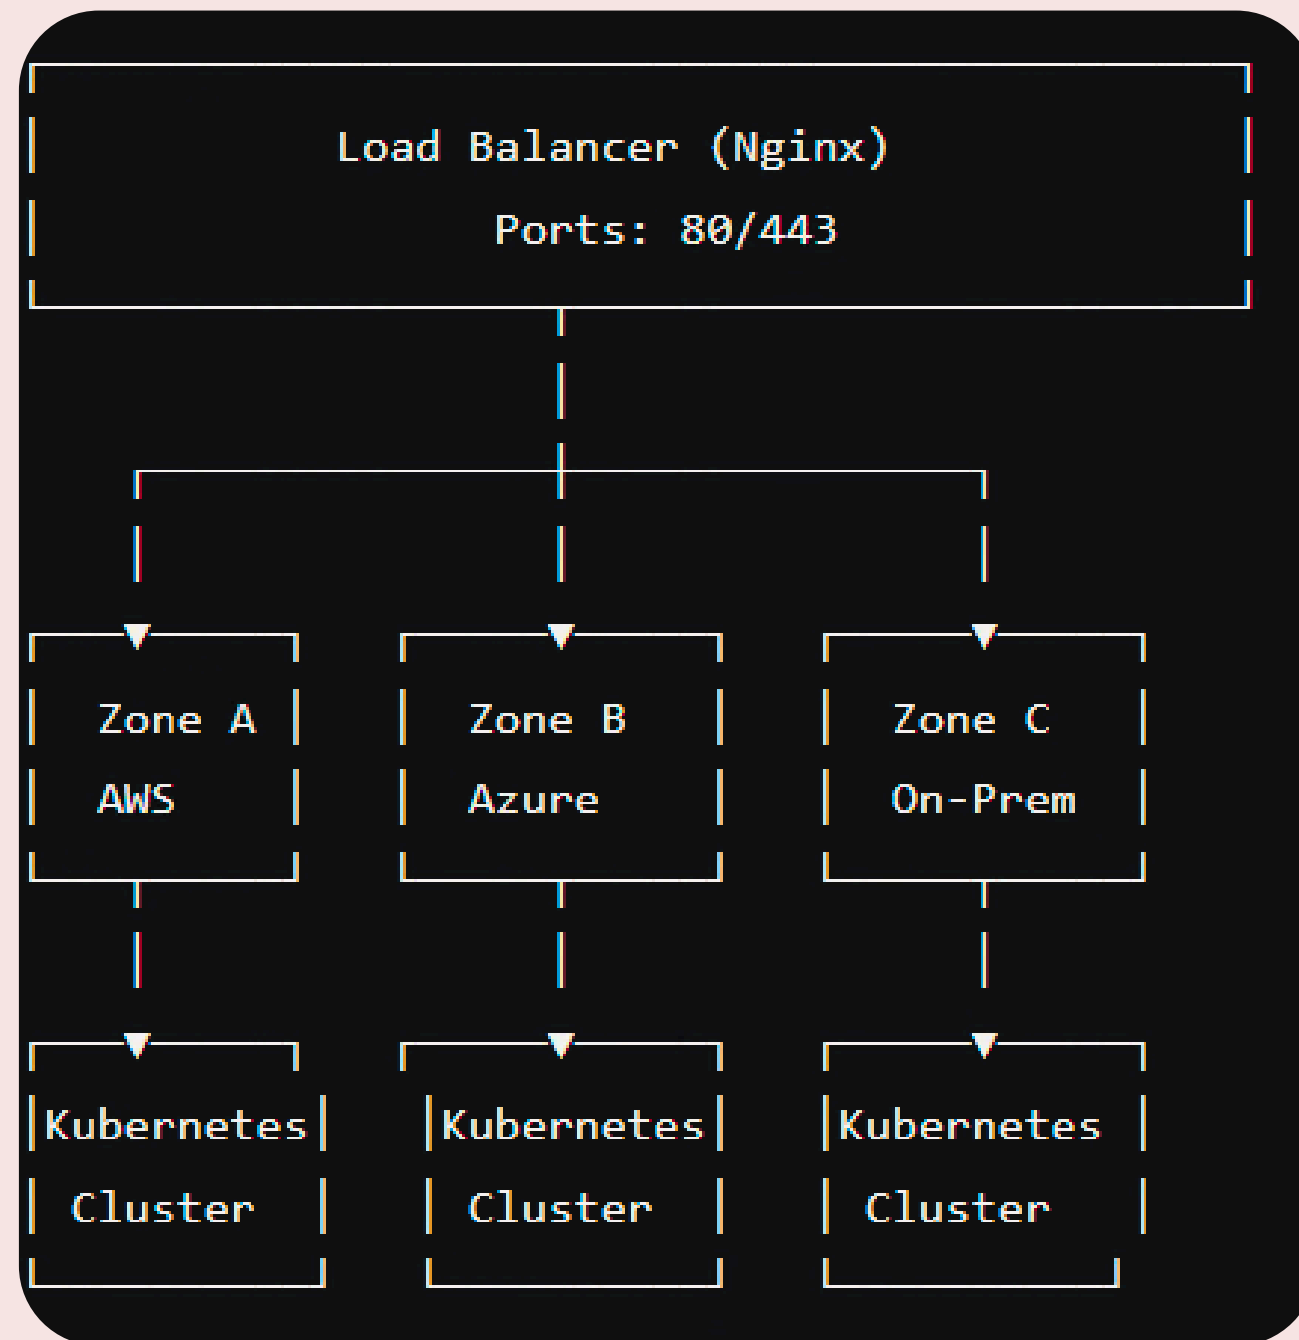 Load Balancer (Nginx)
Ports: 80/443
Zone A Zone B Zone C
AWS Azure On-Prem
Kubernetes Kubernetes Kubernetes
Cluster Cluster Cluster